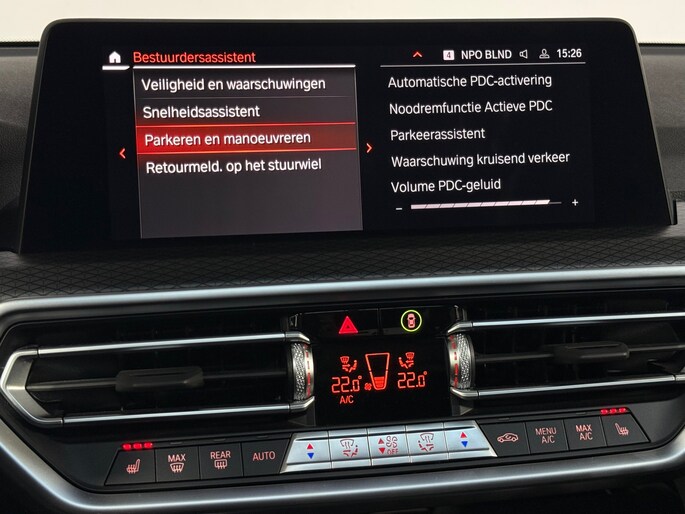 Bestuurdersassistent
4 NPO BLND 15:26
Veiligheid en waarschuwingen
Snelheidsassistent
Parkeren en manoeuvreren
Retourmeld. op het stuurwiel
Automatische PDC-activering
Noodremfunctie Actieve PDC
Parkeerassistent
Waarschuwing kruisend verkeer
Volume PDC-geluid
- +
22.0 22.0
A/C
MAX
REAR
AUTO
OFF
MENU
A/C
MAX
A/C